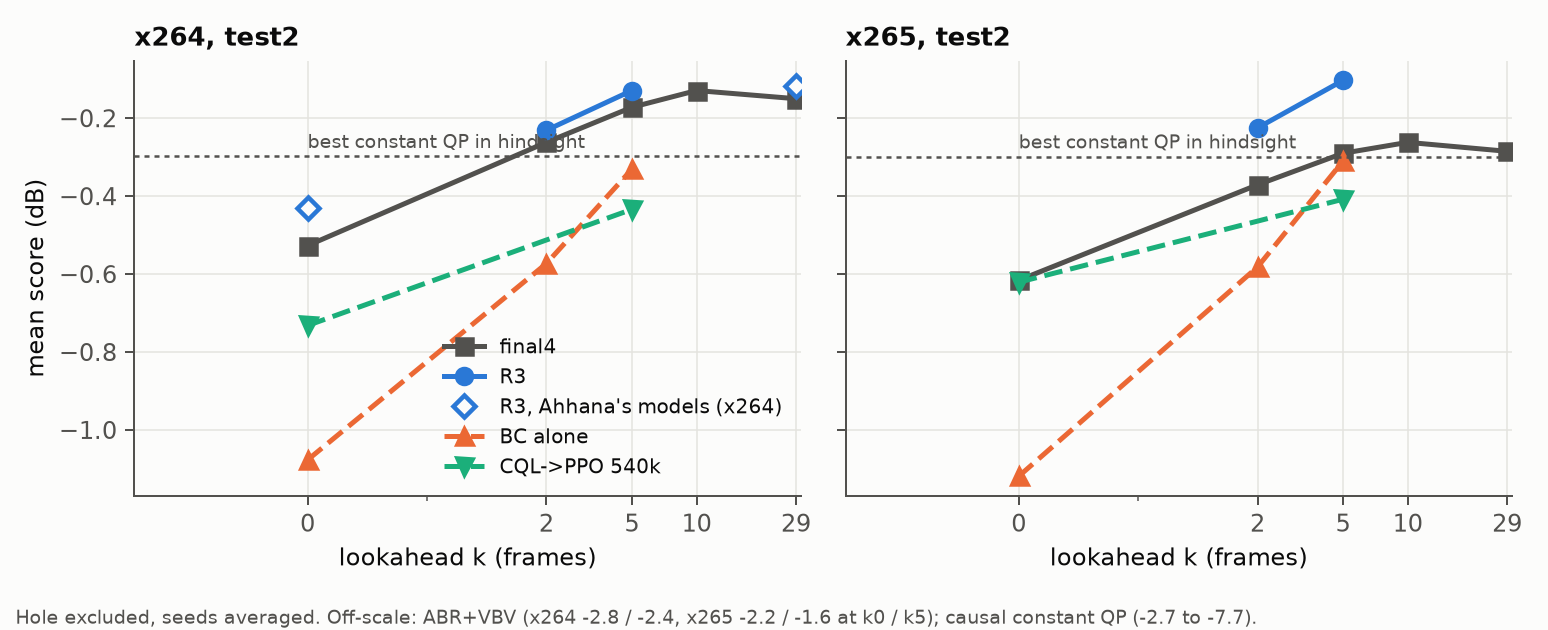 x264, test2
x265, test2
mean score (dB)
−0.2
−0.4
−0.6
−0.8
−1.0
best constant QP in hindsight
best constant QP in hindsight
final4
R3
R3, Ahhana's models (x264)
BC alone
CQL->PPO 540k
0
2
5
10
29
0
2
5
10
29
lookahead k (frames)
lookahead k (frames)
Hole excluded, seeds averaged. Off-scale: ABR+VBV (x264 -2.8 / -2.4, x265 -2.2 / -1.6 at k0 / k5); causal constant QP (-2.7 to -7.7).